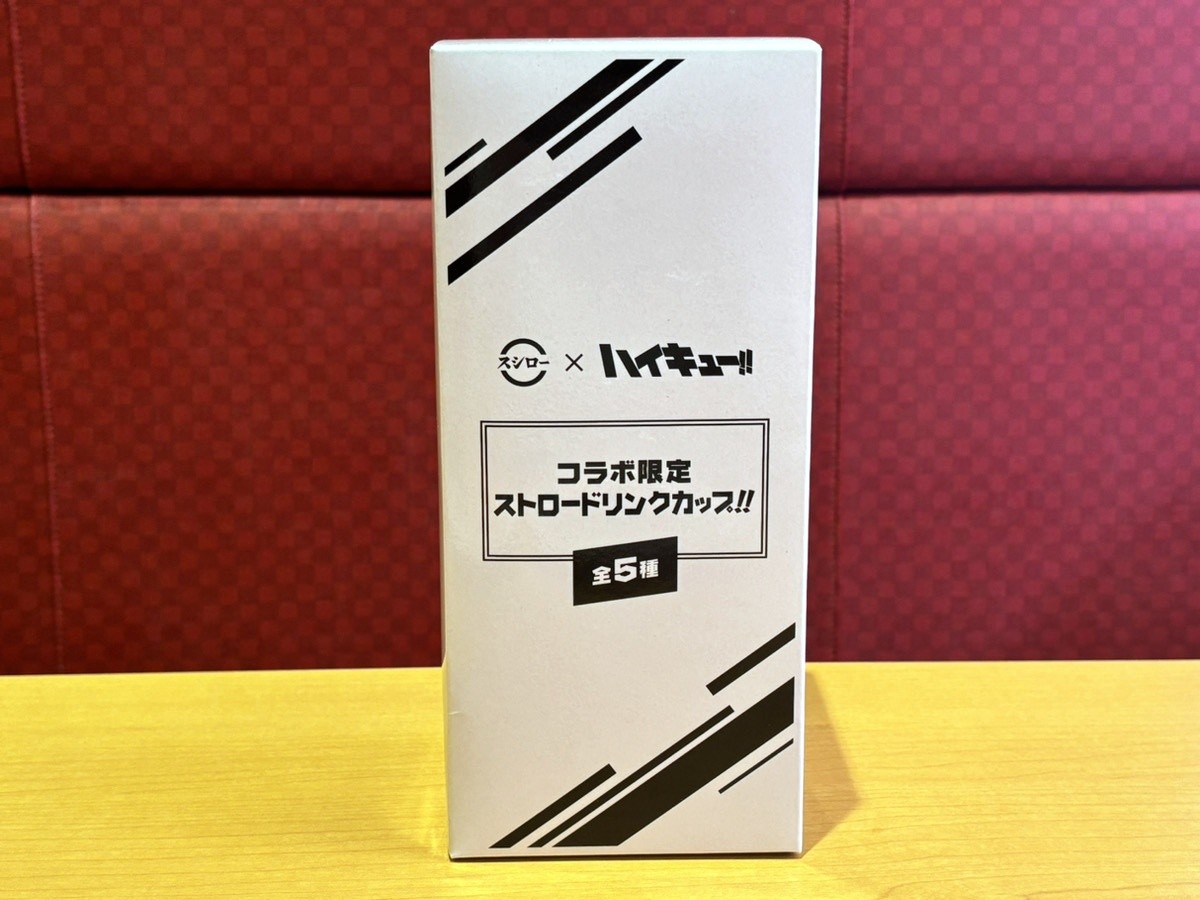 スシロー × ハイキュー!!
コラボ限定
ストロードリンクカップ!!
全5種